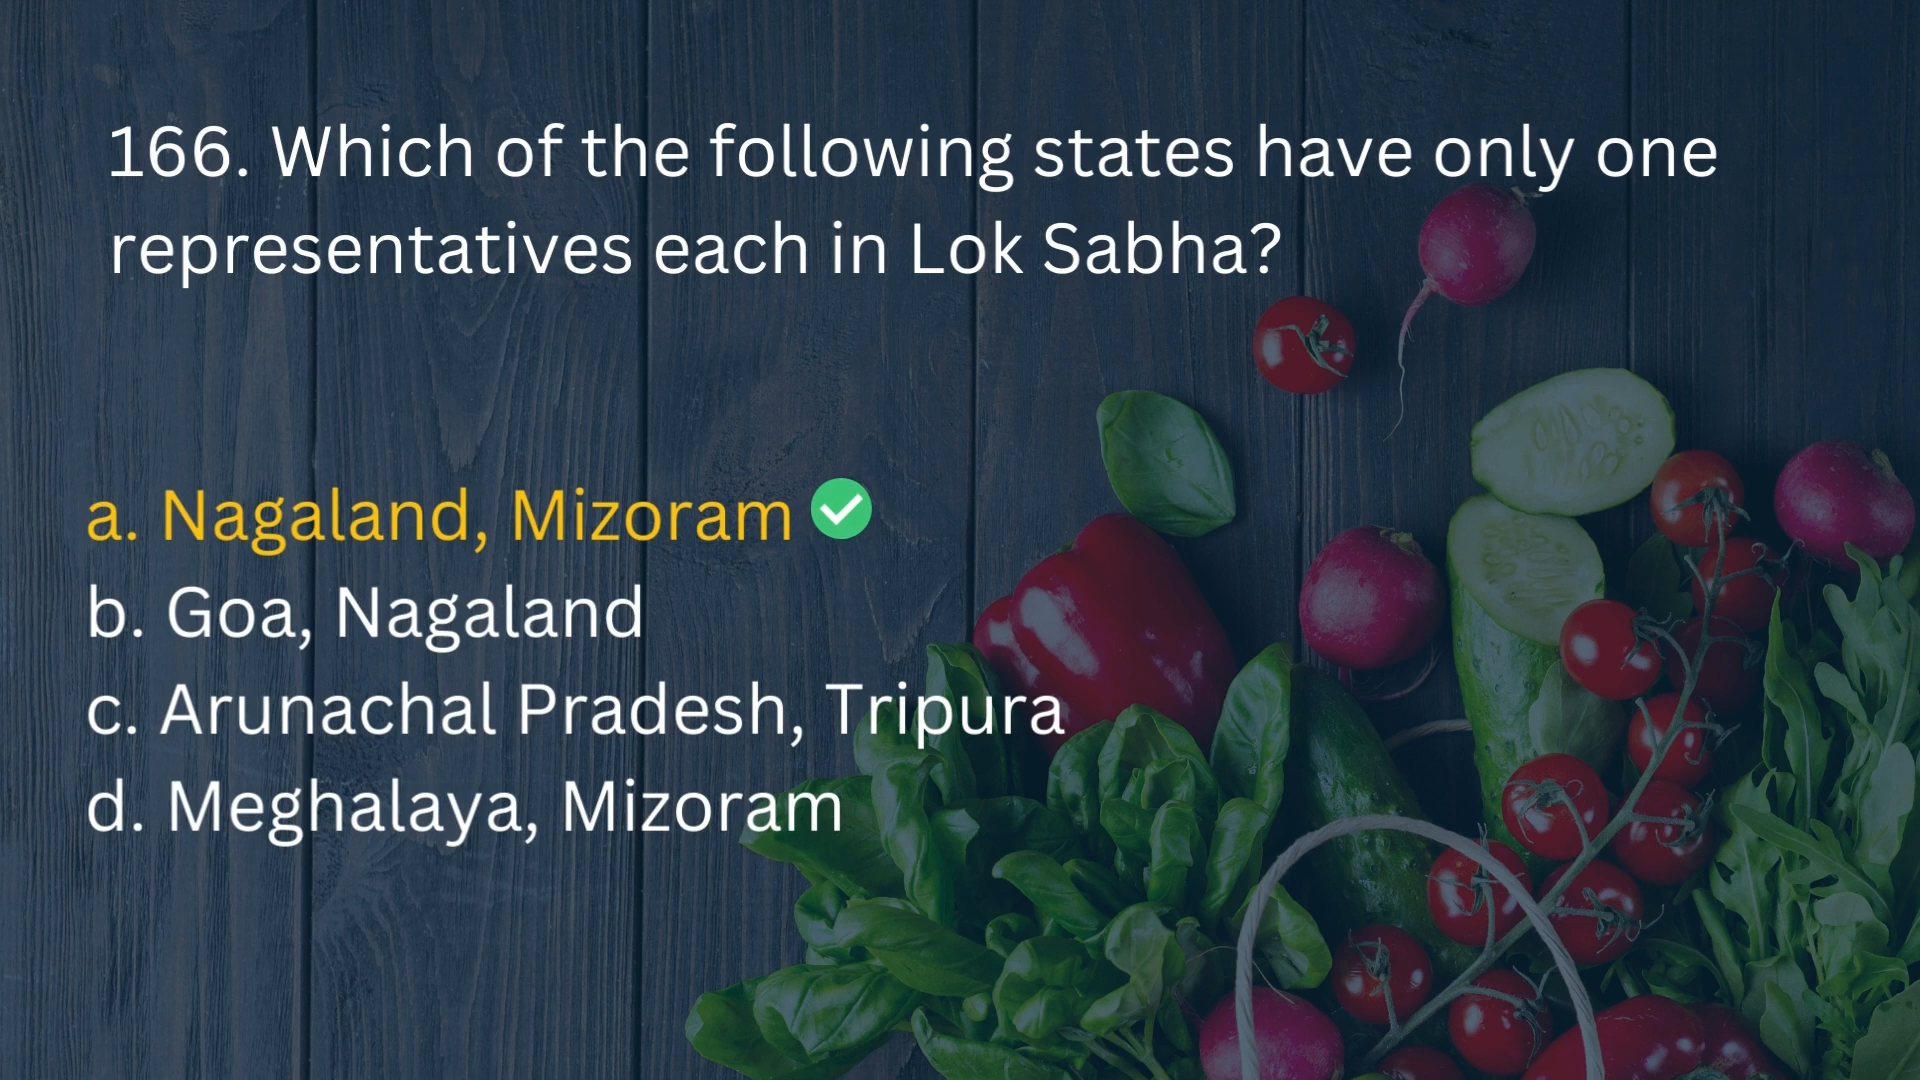 166. Which of the following states have only one
representatives each in Lok Sabha?
a. Nagaland, Mizoram
b. Goa, Nagaland
c. Arunachal Pradesh, Tripura
d. Meghalaya, Mizoram